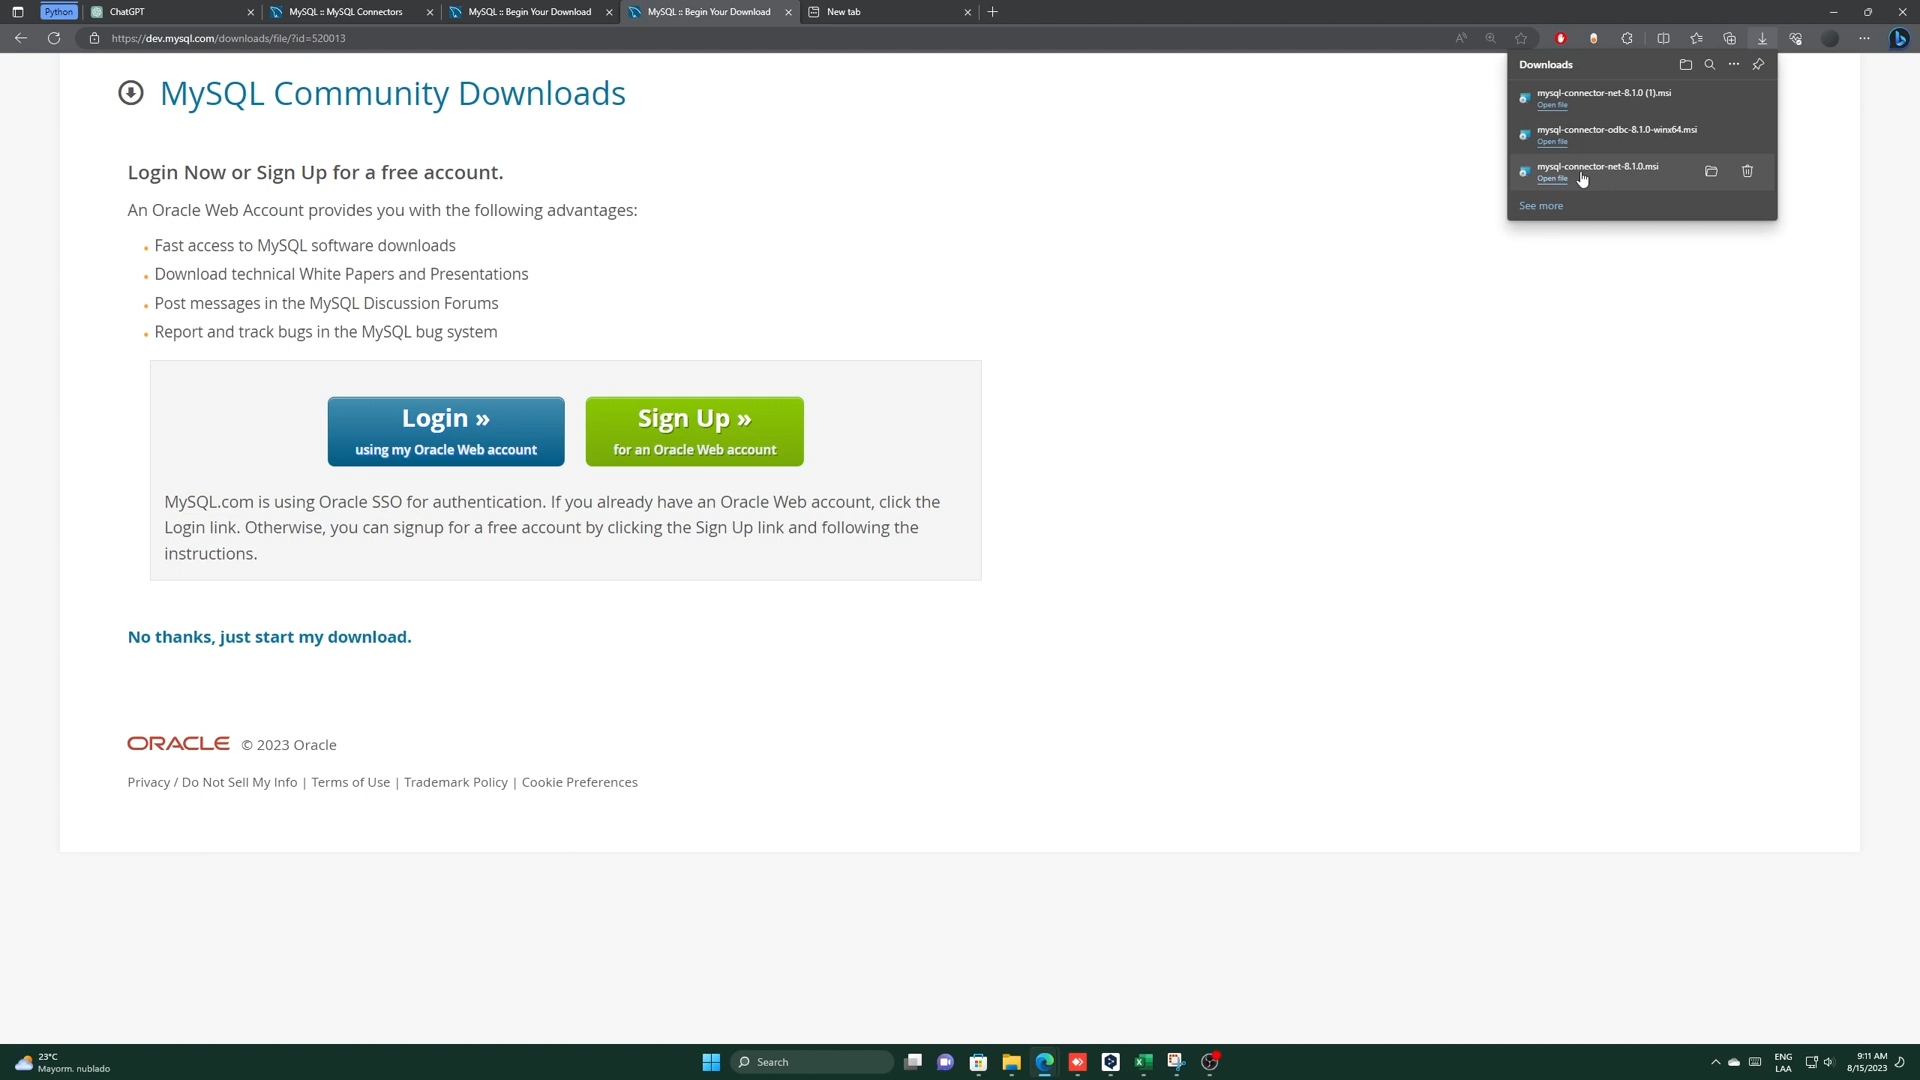 Python
ChatGPT
MySQL :: MySQL Connectors
MySQL :: Begin Your Download
MySQL :: Begin Your Download
New tab
https://dev.mysql.com/downloads/file/?id=520013
Downloads
mysql-connector-net-8.1.0 (1).msi
Open file
mysql-connector-odbc-8.1.0-winx64.msi
Open file
mysql-connector-net-8.1.0.msi
Open file
See more
MySQL Community Downloads
Login Now or Sign Up for a free account.
An Oracle Web Account provides you with the following advantages:
Fast access to MySQL software downloads
Download technical White Papers and Presentations
Post messages in the MySQL Discussion Forums
Report and track bugs in the MySQL bug system
Login »
using my Oracle Web account
Sign Up »
for an Oracle Web account
MySQL.com is using Oracle SSO for authentication. If you already have an Oracle Web account, click the
Login link. Otherwise, you can signup for a free account by clicking the Sign Up link and following the
instructions.
No thanks, just start my download.
ORACLE © 2023 Oracle
Privacy / Do Not Sell My Info | Terms of Use | Trademark Policy | Cookie Preferences
23°C
Mayorm. nublado
Search
ENG
LAA
9:11 AM
8/15/2023